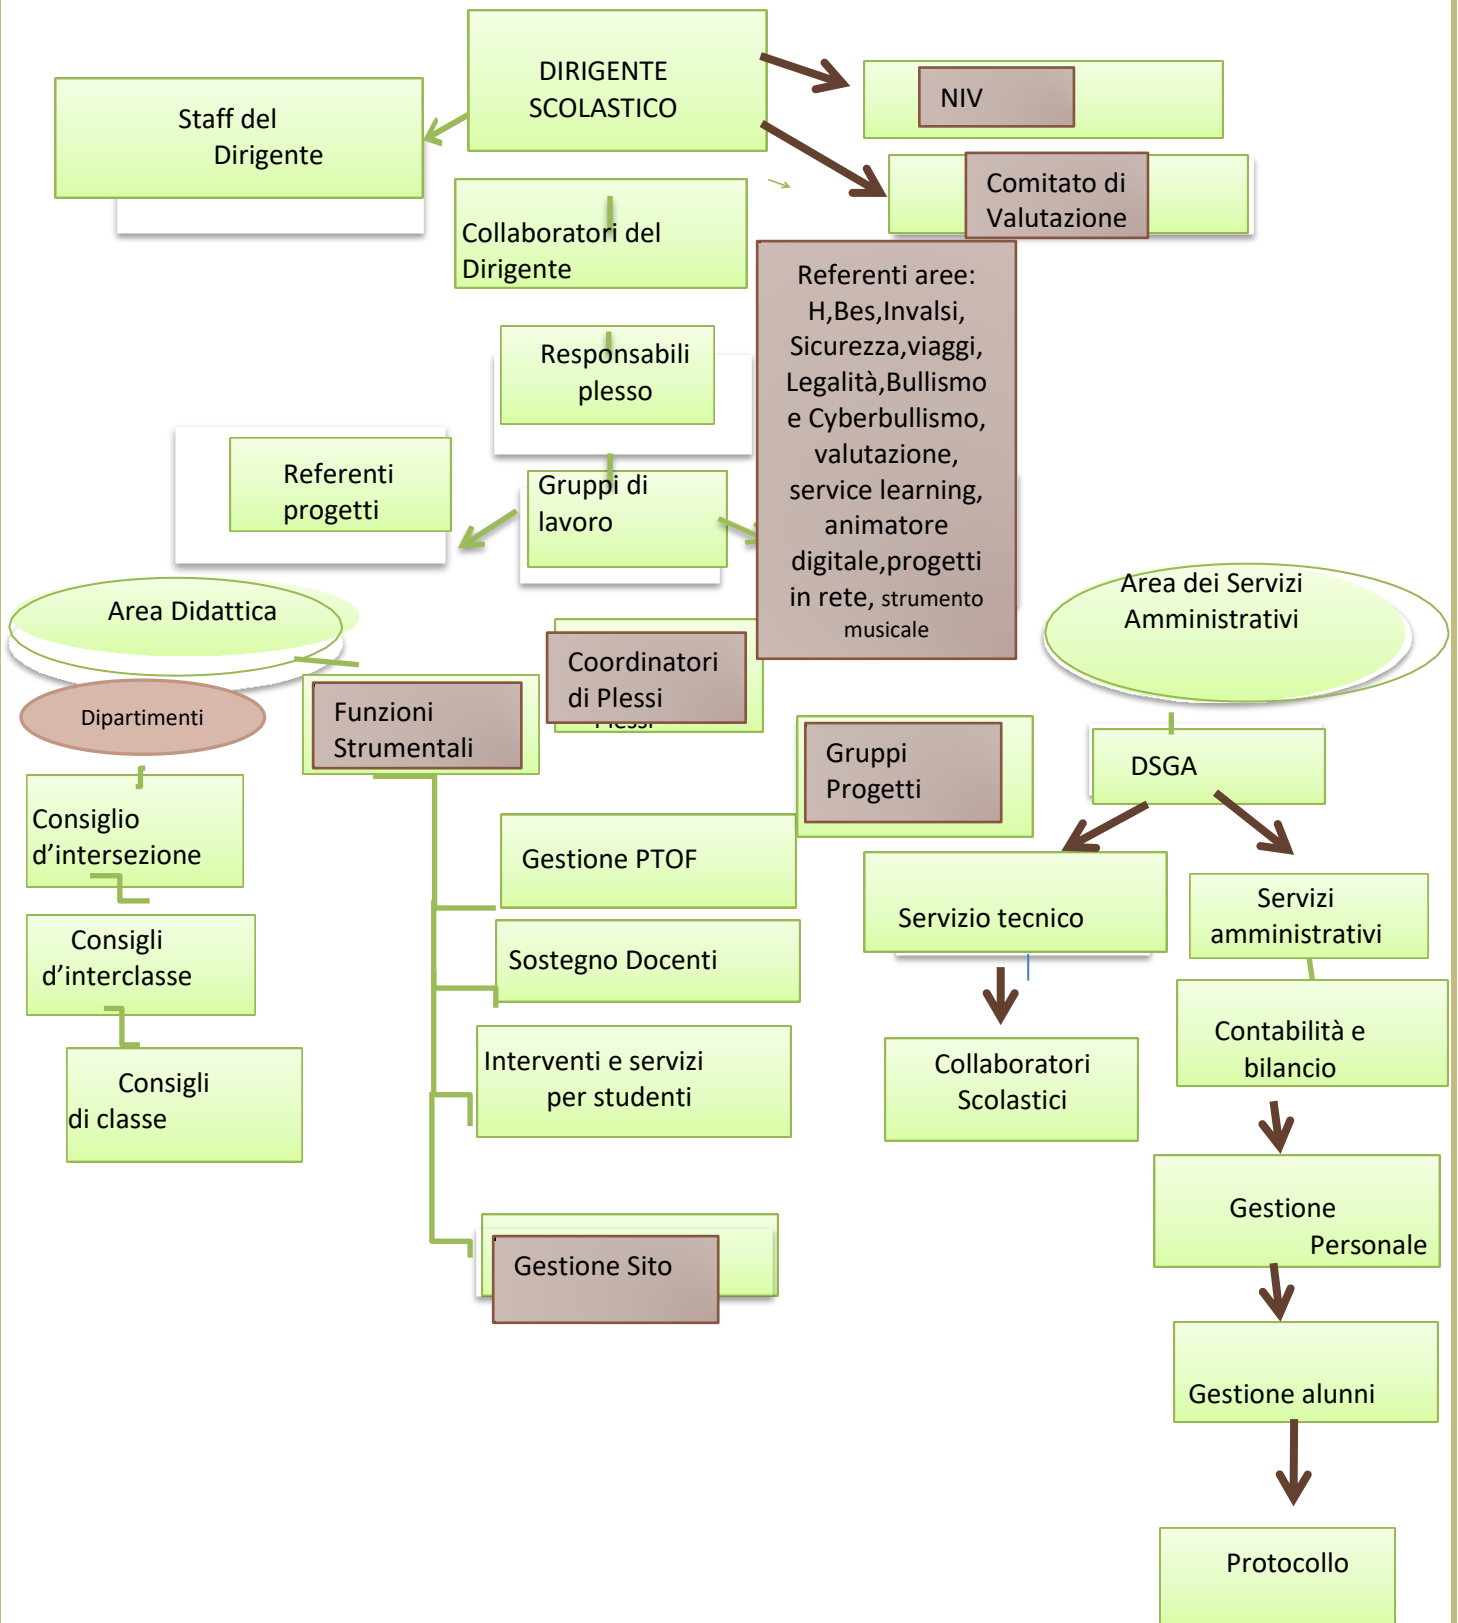 DIRIGENTE
SCOLASTICO
NIV
Staff del
Dirigente
Comitato di
Valutazione
Collaboratori del
Dirigente
Referenti aree:
H,Bes,Invalsi,
Sicurezza,viaggi,
Legalità,Bullismo
e Cyberbullismo,
valutazione,
service learning,
animatore
digitale,progetti
in rete, strumento
musicale
Responsabili
plesso
Referenti
progetti
Gruppi di
lavoro
Area Didattica
Area dei Servizi
Amministrativi
Coordinatori
di Plessi
Plessi
Dipartimenti
Funzioni
Strumentali
Gruppi
Progetti
DSGA
Consiglio
d’intersezione
Gestione PTOF
Servizio tecnico
Servizi
amministrativi
Consigli
d’interclasse
Sostegno Docenti
Contabilità e
bilancio
Interventi e servizi
per studenti
Collaboratori
Scolastici
Consigli
di classe
Gestione
Personale
Gestione Sito
Gestione alunni
Protocollo